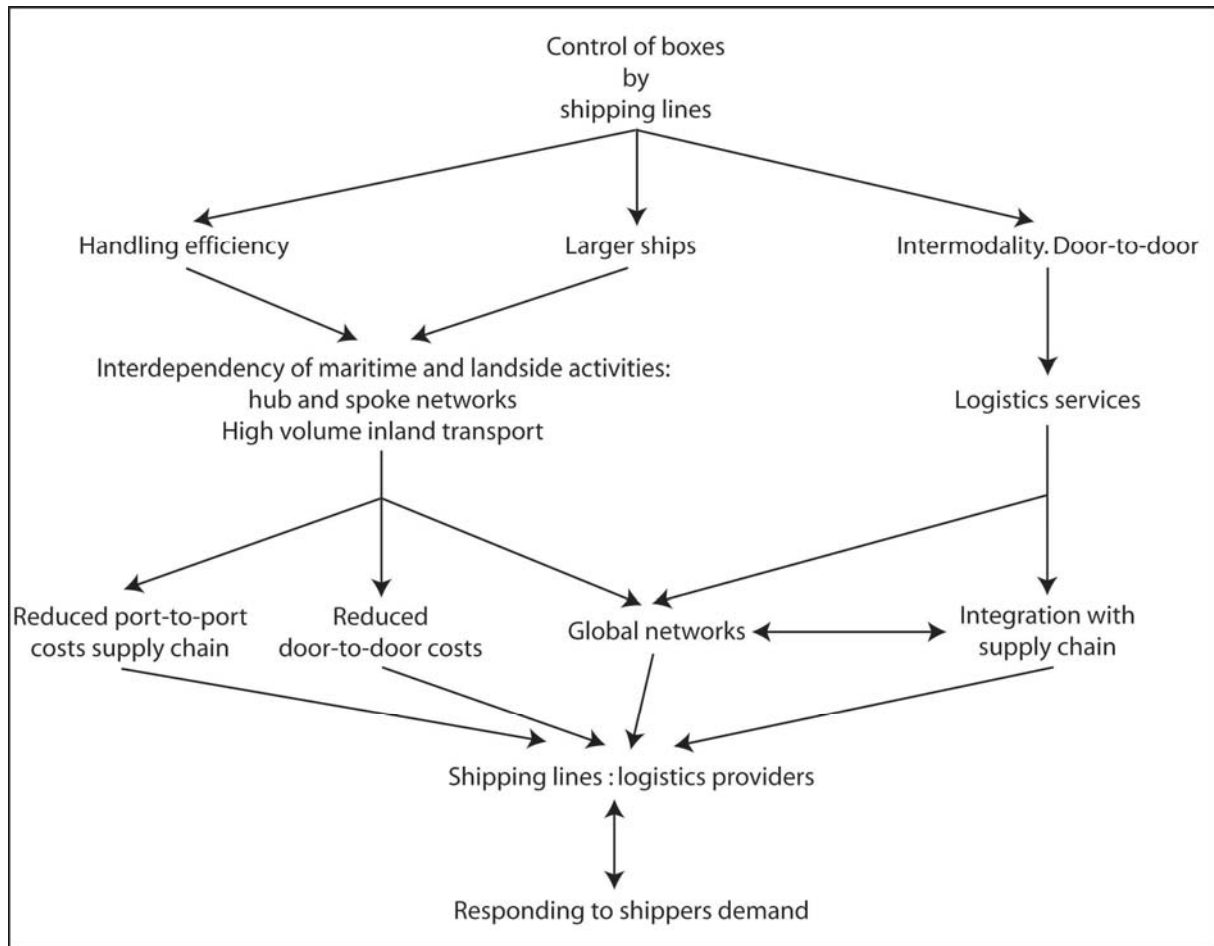 Control of boxes
by
shipping lines
Handling efficiency
Larger ships
Intermodality. Door-to-door
Interdependency of maritime and landside activities:
hub and spoke networks
High volume inland transport
Logistics services
Reduced port-to-port
costs supply chain
Reduced
door-to-door costs
Global networks
Integration with
supply chain
Shipping lines : logistics providers
Responding to shippers demand